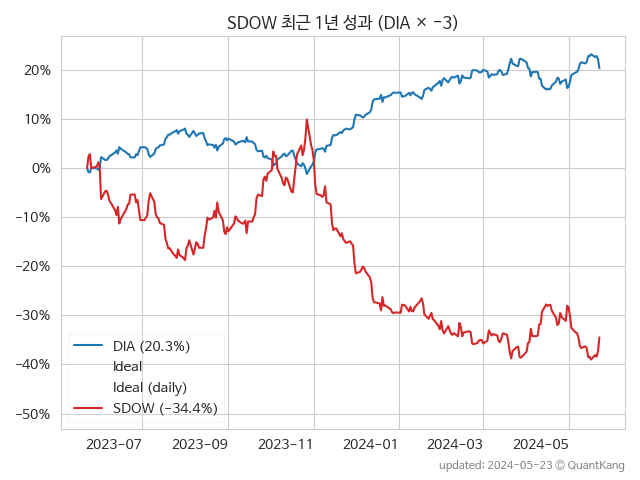 SDOW 최근 1년 성과 (DIA × −3)
20%
10%
0%
−10%
−20%
−30%
−40%
−50%
DIA (20.3%)
Ideal
Ideal (daily)
SDOW (−34.4%)
2023-07 2023-09 2023-11 2024-01 2024-03 2024-05
updated: 2024-05-23 © QuantKang